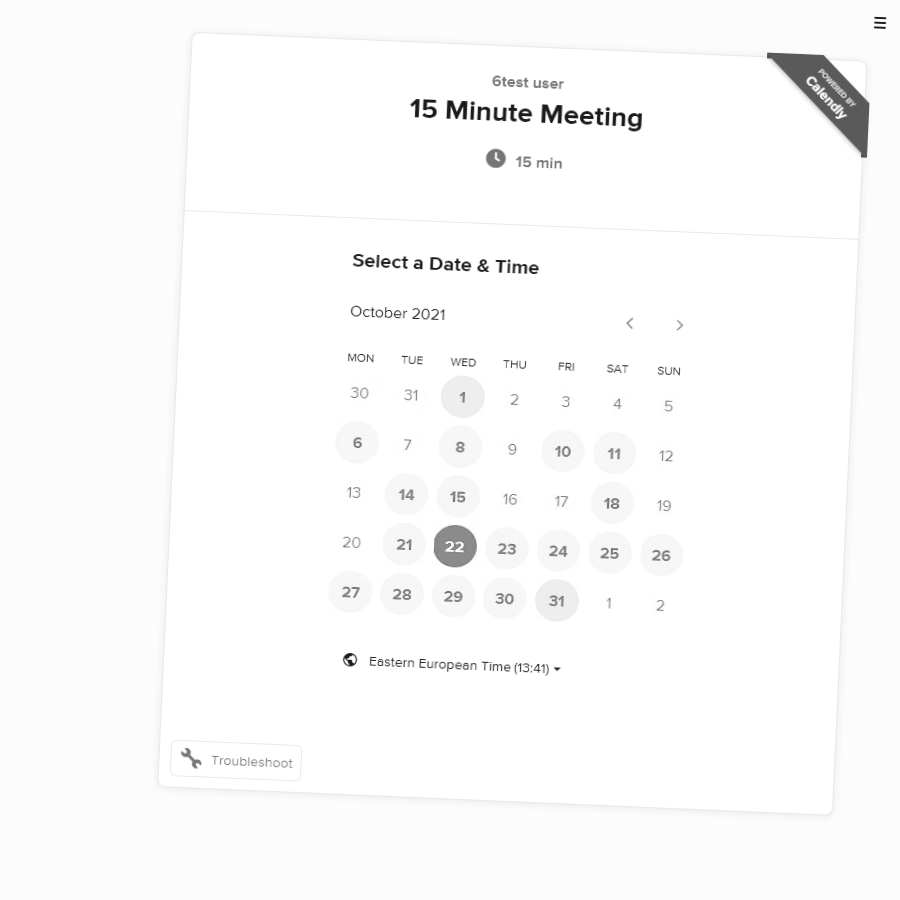 6test user
15 Minute Meeting
15 min
POWERED BY
Calendly
Select a Date & Time
October 2021
MON TUE WED THU FRI SAT SUN
30 31 1 2 3 4 5
6 7 8 9 10 11 12
13 14 15 16 17 18 19
20 21 22 23 24 25 26
27 28 29 30 31 1 2
Eastern European Time (13:41)
Troubleshoot